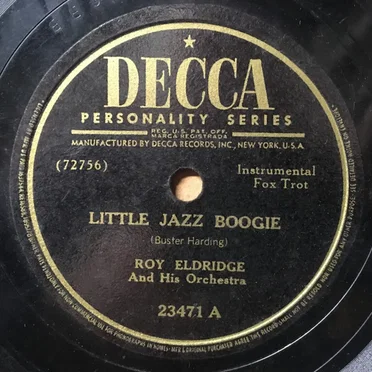 DECCA
PERSONALITY SERIES
REG. U.S. PAT. OFF.
MARCA REGISTRADA
MANUFACTURED BY DECCA RECORDS, INC., NEW YORK, U.S.A.
(72756)
Instrumental
Fox Trot
LITTLE JAZZ BOOGIE
(Buster Harding)
ROY ELDRIDGE
And His Orchestra
23471 A